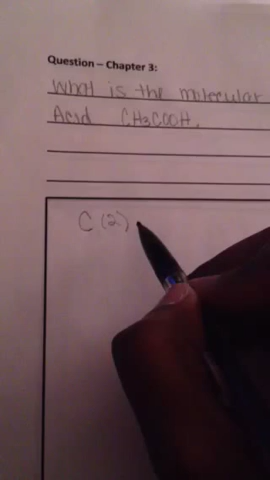 Question – Chapter 3:
What is the molecular
Acid CH3COOH.
C (2)